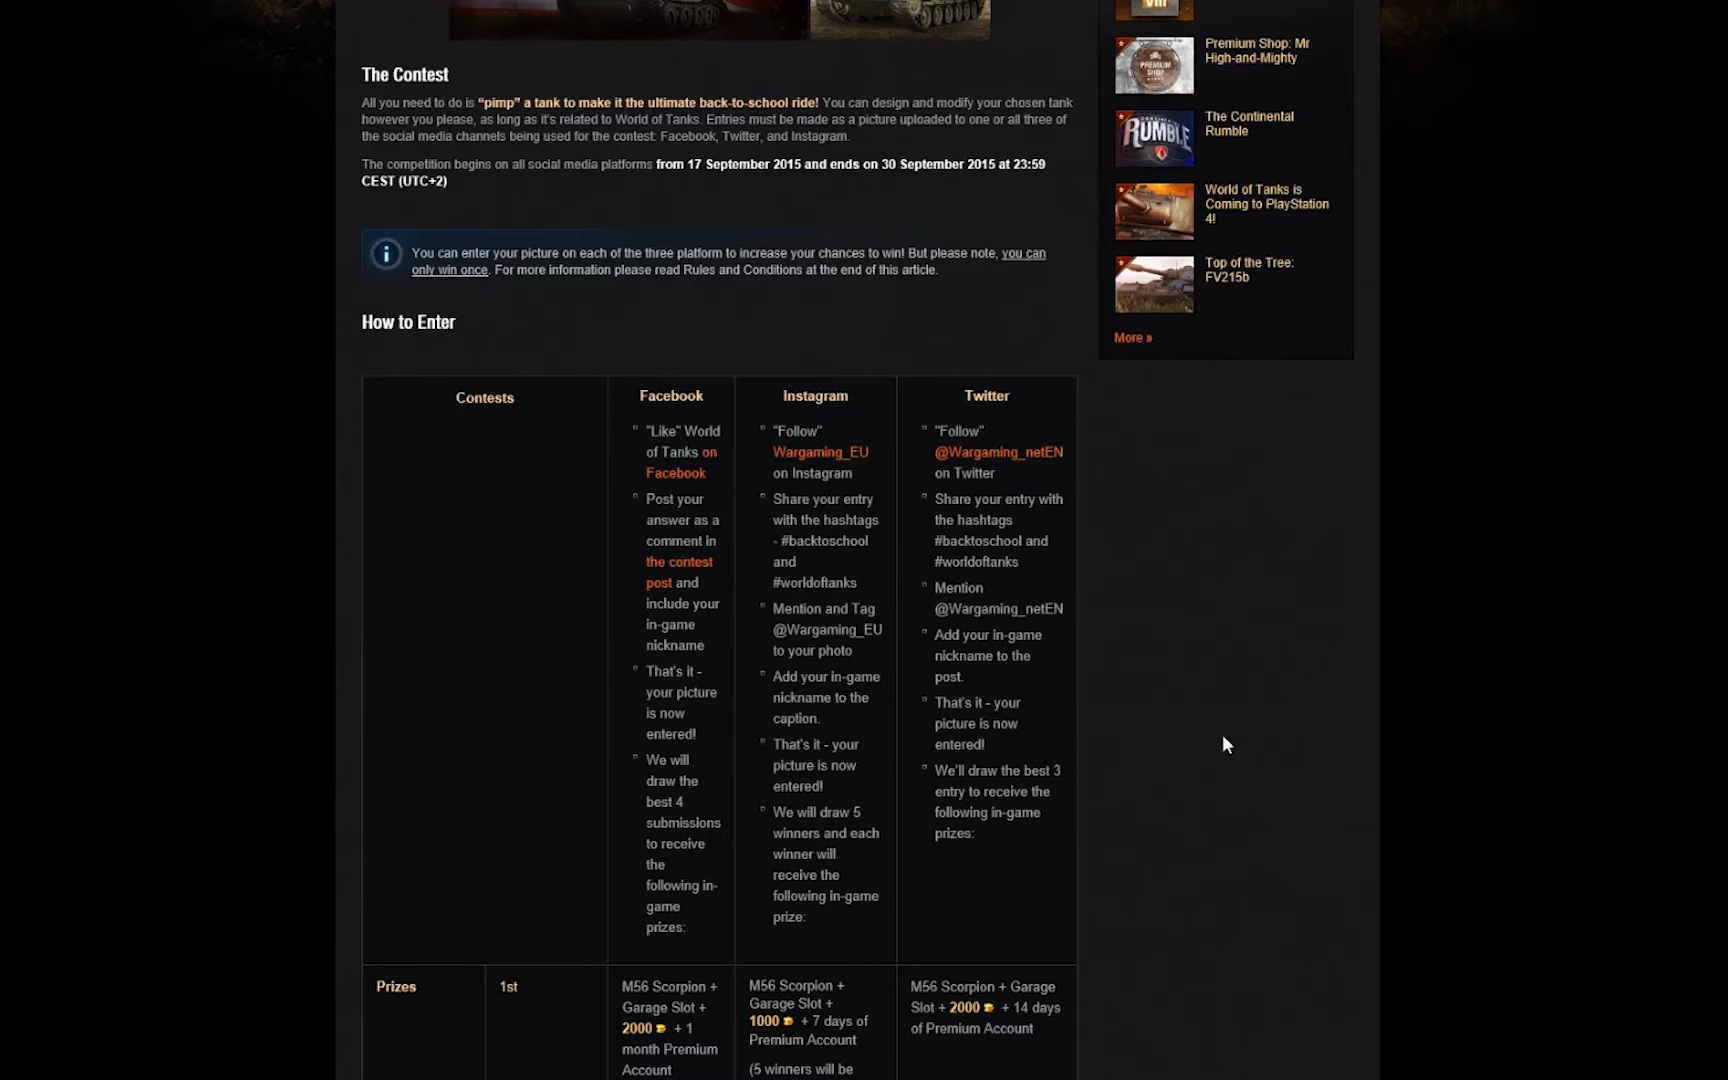 VIII
The Contest
All you need to do is “pimp” a tank to make it the ultimate back-to-school ride! You can design and modify your chosen tank
however you please, as long as it's related to World of Tanks. Entries must be made as a picture uploaded to one or all three of
the social media channels being used for the contest: Facebook, Twitter, and Instagram.
The competition begins on all social media platforms from 17 September 2015 and ends on 30 September 2015 at 23:59
CEST (UTC+2)
You can enter your picture on each of the three platform to increase your chances to win! But please note, you can
only win once. For more information please read Rules and Conditions at the end of this article.
How to Enter
Contests
Facebook
"Like" World
of Tanks on
Facebook
Post your
answer as a
comment in
the contest
post and
include your
in-game
nickname
That's it -
your picture
is now
entered!
We will
draw the
best 4
submissions
to receive
the
following in-
game
prizes:
Instagram
"Follow"
Wargaming_EU
on Instagram
Share your entry
with the hashtags
- #backtoschool
and
#worldoftanks
Mention and Tag
@Wargaming_EU
to your photo
Add your in-game
nickname to the
caption.
That's it - your
picture is now
entered!
We will draw 5
winners and each
winner will
receive the
following in-game
prize:
Twitter
"Follow"
@Wargaming_netEN
on Twitter
Share your entry with
the hashtags
#backtoschool and
#worldoftanks
Mention
@Wargaming_netEN
Add your in-game
nickname to the
post.
That's it - your
picture is now
entered!
We'll draw the best 3
entry to receive the
following in-game
prizes:
Prizes
1st
M56 Scorpion +
Garage Slot +
2000 + 1
month Premium
Account
M56 Scorpion +
Garage Slot +
1000 + 7 days of
Premium Account
(5 winners will be
M56 Scorpion + Garage
Slot + 2000 + 14 days
of Premium Account
PREMIUM
SHOP
Premium Shop: Mr
High-and-Mighty
RUMBLE
The Continental
Rumble
World of Tanks is
Coming to PlayStation
4!
Top of the Tree:
FV215b
More »